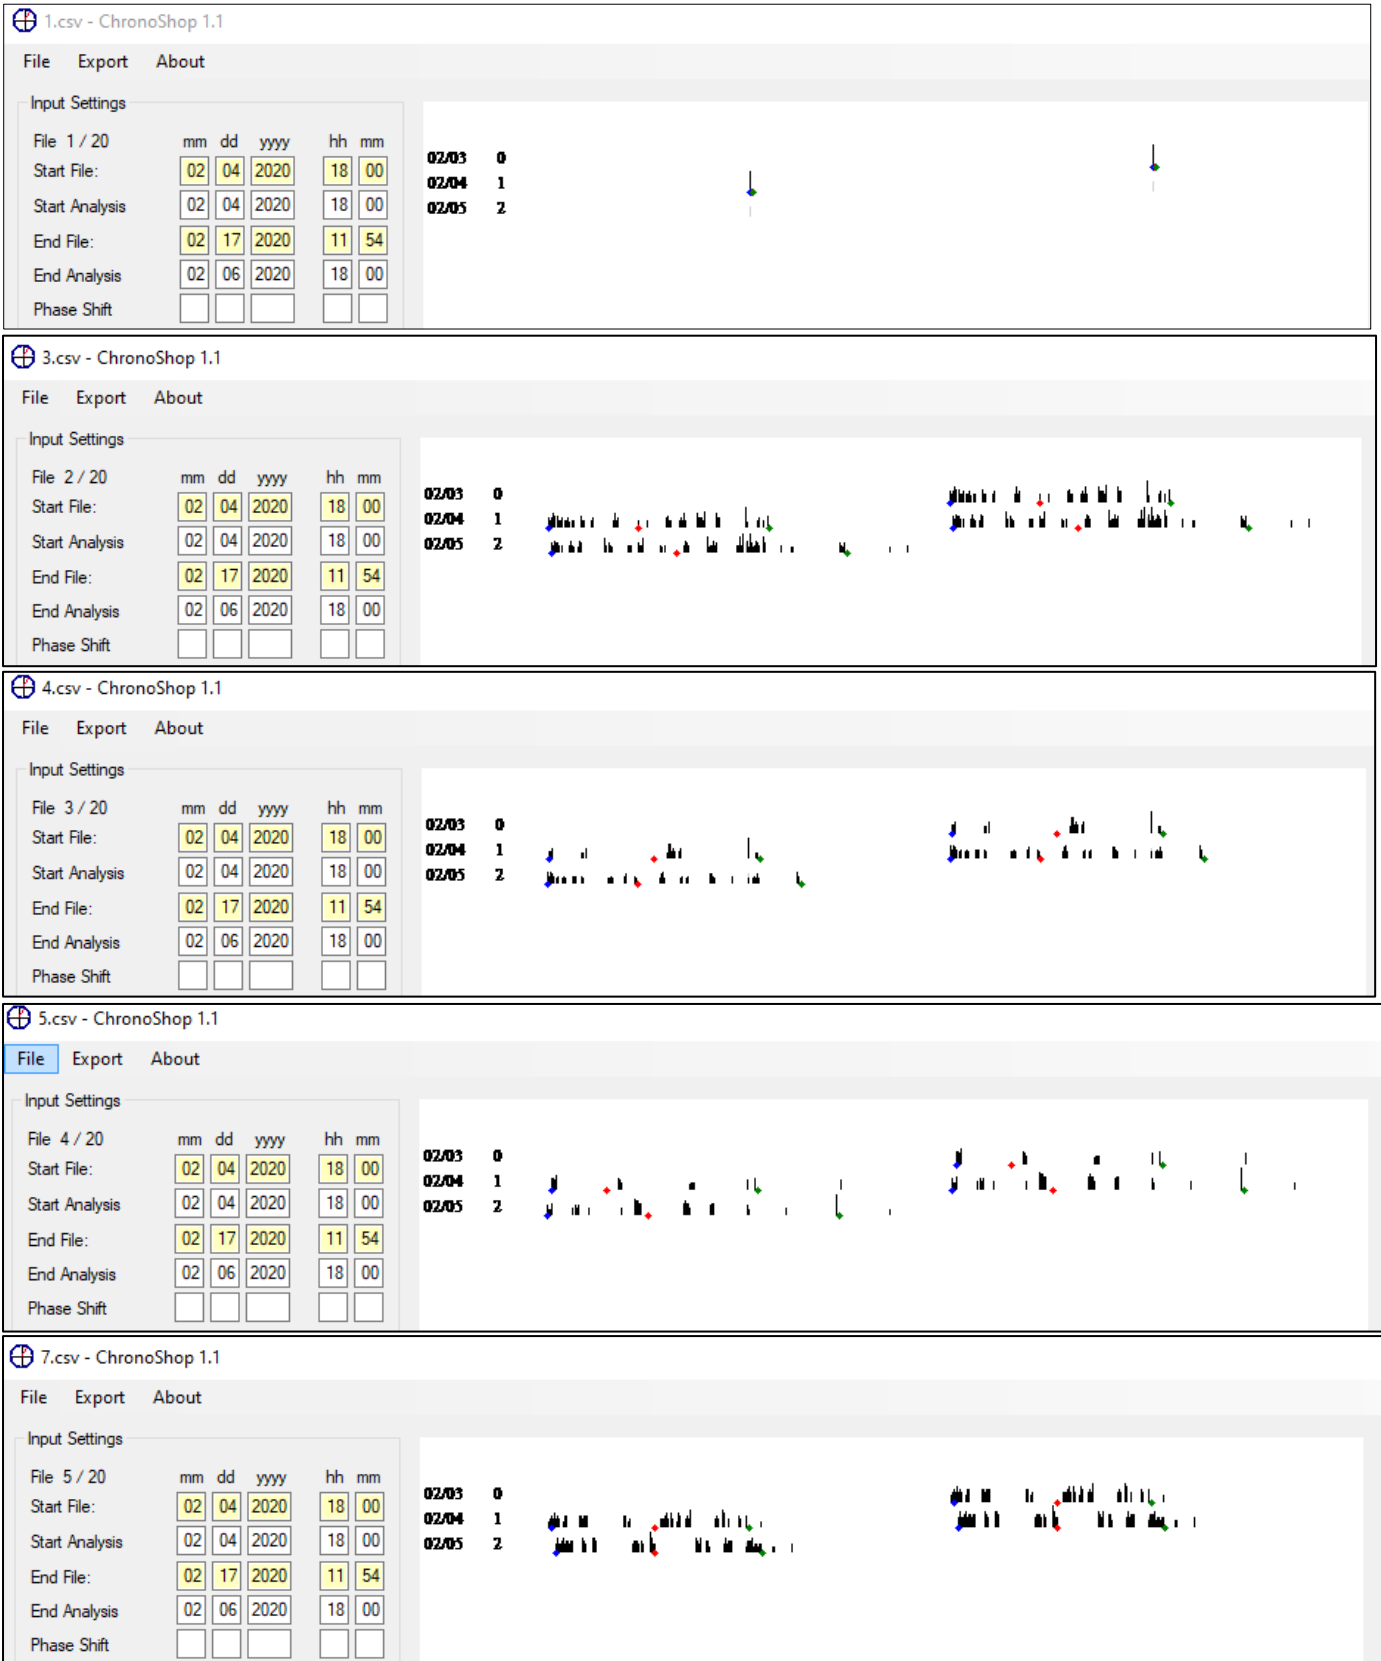 1.csv - ChronoShop 1.1
File Export About
Input Settings
File 1 / 20 mm dd yyyy hh mm
02/03 0
Start File: 02 04 2020 18 00
02/04 1
Start Analysis 02 04 2020 18 00
02/05 2
End File: 02 17 2020 11 54
End Analysis 02 06 2020 18 00
Phase Shift
3.csv - ChronoShop 1.1
File Export About
Input Settings
File 2 / 20 mm dd yyyy hh mm
02/03 0
Start File: 02 04 2020 18 00
02/04 1
Start Analysis 02 04 2020 18 00
02/05 2
End File: 02 17 2020 11 54
End Analysis 02 06 2020 18 00
Phase Shift
4.csv - ChronoShop 1.1
File Export About
Input Settings
File 3 / 20 mm dd yyyy hh mm
02/03 0
Start File: 02 04 2020 18 00
02/04 1
Start Analysis 02 04 2020 18 00
02/05 2
End File: 02 17 2020 11 54
End Analysis 02 06 2020 18 00
Phase Shift
5.csv - ChronoShop 1.1
File Export About
Input Settings
File 4 / 20 mm dd yyyy hh mm
02/03 0
Start File: 02 04 2020 18 00
02/04 1
Start Analysis 02 04 2020 18 00
02/05 2
End File: 02 17 2020 11 54
End Analysis 02 06 2020 18 00
Phase Shift
7.csv - ChronoShop 1.1
File Export About
Input Settings
File 5 / 20 mm dd yyyy hh mm
02/03 0
Start File: 02 04 2020 18 00
02/04 1
Start Analysis 02 04 2020 18 00
02/05 2
End File: 02 17 2020 11 54
End Analysis 02 06 2020 18 00
Phase Shift